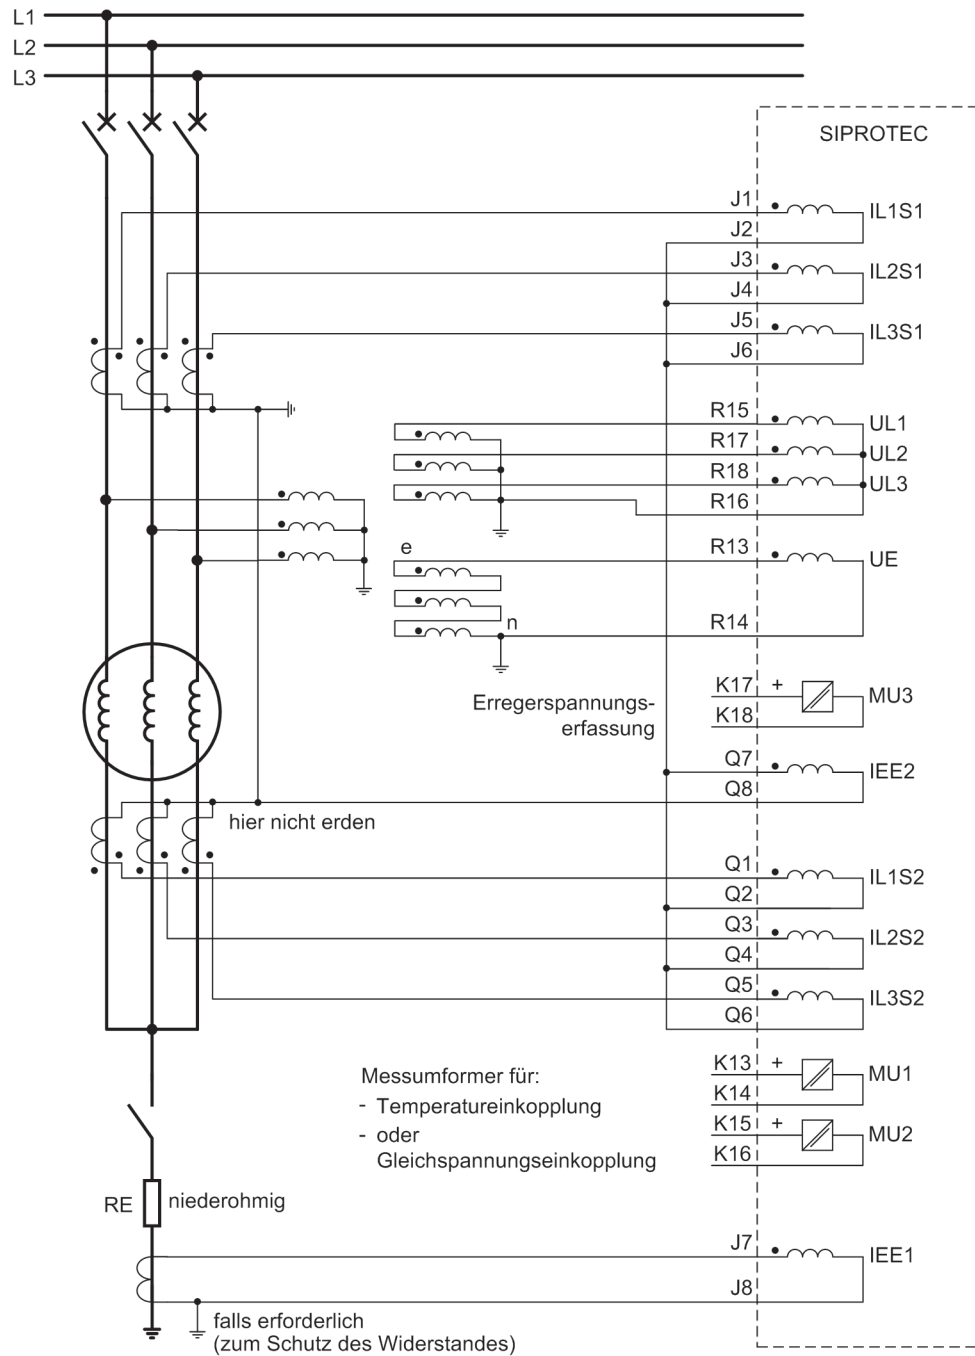 L1
L2
L3
SIPROTEC
J1
IL1S1
J2
J3
IL2S1
J4
J5
IL3S1
J6
R15
UL1
R17
UL2
R18
UL3
R16
e
R13
UE
n
R14
Erregerspannungs-
erfassung
K17 +
MU3
K18
Q7
IEE2
Q8
hier nicht erden
Q1
IL1S2
Q2
Q3
IL2S2
Q4
Q5
IL3S2
Q6
Messumformer für:
- Temperatureinkopplung
- oder
Gleichspannungseinkopplung
K13 +
MU1
K14
K15 +
MU2
K16
RE niederohmig
J7
IEE1
J8
falls erforderlich
(zum Schutz des Widerstandes)